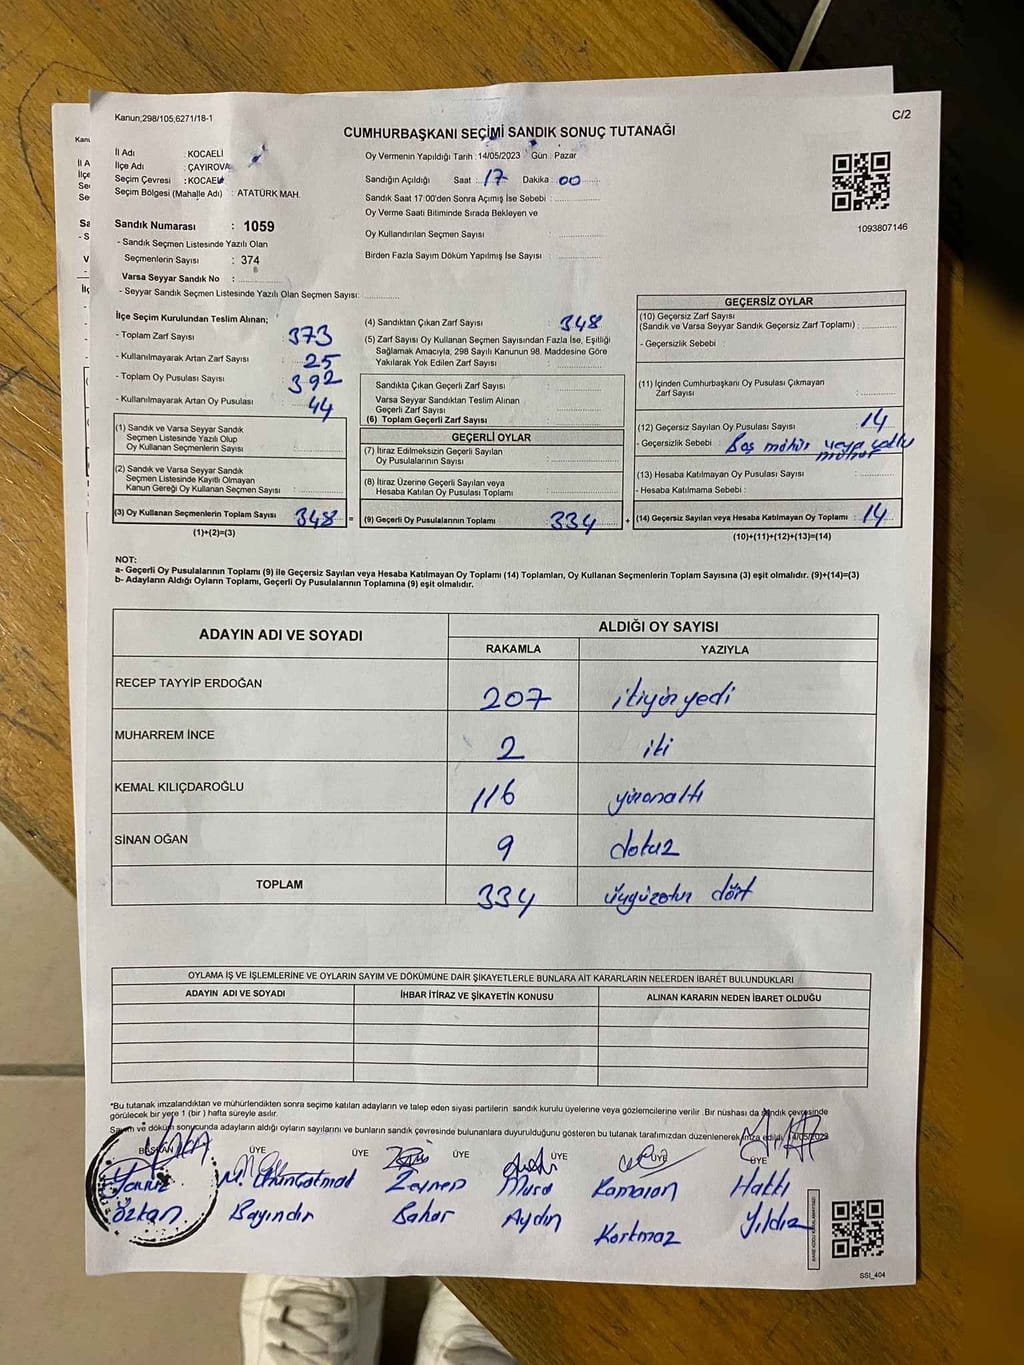 Kanun;298/105,6271/18-1
C/2
CUMHURBAŞKANI SEÇİMİ SANDIK SONUÇ TUTANAĞI
İl Adı : KOCAELİ
İlçe Adı : ÇAYIROVA
Seçim Çevresi : KOCAELİ
Seçim Bölgesi (Mahalle Adı) : ATATÜRK MAH.
Sandık Numarası : 1059
- Sandık Seçmen Listesinde Yazılı Olan
Seçmenlerin Sayısı : 374
Varsa Seyyar Sandık No :
- Seyyar Sandık Seçmen Listesinde Yazılı Olan Seçmen Sayısı:
Oy Vermenin Yapıldığı Tarih : 14/05/2023 Gün : Pazar
Sandığın Açıldığı Saat : 17 Dakika : 00
Sandık Saat 17:00'den Sonra Açımış İse Sebebi :
Oy Verme Saati Bitiminde Sırada Bekleyen ve
Oy Kullandırılan Seçmen Sayısı :
Birden Fazla Sayım Döküm Yapılmış İse Sayısı :
1093807146
İlçe Seçim Kurulundan Teslim Alınan;
- Toplam Zarf Sayısı : 373
- Kullanılmayarak Artan Zarf Sayısı : 25
- Toplam Oy Pusulası Sayısı : 392
- Kullanılmayarak Artan Oy Pusulası : 44
(1) Sandık ve Varsa Seyyar Sandık
Seçmen Listesinde Yazılı Olup
Oy Kullanan Seçmenlerin Sayısı :
(2) Sandık ve Varsa Seyyar Sandık
Seçmen Listesinde Kayıtlı Olmayan
Kanun Gereği Oy Kullanan Seçmen Sayısı :
(3) Oy Kullanan Seçmenlerin Toplam Sayısı 348 =
(1)+(2)=(3)
(4) Sandıktan Çıkan Zarf Sayısı : 348
(5) Zarf Sayısı Oy Kullanan Seçmen Sayısından Fazla İse, Eşitliği
Sağlamak Amacıyla, 298 Sayılı Kanunun 98. Maddesine Göre
Yakılarak Yok Edilen Zarf Sayısı :
Sandıkta Çıkan Geçerli Zarf Sayısı :
Varsa Seyyar Sandıktan Teslim Alınan
Geçerli Zarf Sayısı :
(6) Toplam Geçerli Zarf Sayısı :
GEÇERLİ OYLAR
(7) İtiraz Edilmeksizin Geçerli Sayılan
Oy Pusulalarının Sayısı :
(8) İtiraz Üzerine Geçerli Sayılan veya
Hesaba Katılan Oy Pusulası Toplamı :
(9) Geçerli Oy Pusulalarının Toplamı 334 +
GEÇERSİZ OYLAR
(10) Geçersiz Zarf Sayısı
(Sandık ve Varsa Seyyar Sandık Geçersiz Zarf Toplamı) :
- Geçersizlik Sebebi :
(11) İçinden Cumhurbaşkanı Oy Pusulası Çıkmayan
Zarf Sayısı :
(12) Geçersiz Sayılan Oy Pusulası Sayısı : 14
- Geçersizlik Sebebi : Boş mühür veya çoklu
mühür
(13) Hesaba Katılmayan Oy Pusulası Sayısı :
- Hesaba Katılmama Sebebi :
(14) Geçersiz Sayılan veya Hesaba Katılmayan Oy Toplamı : 14
(10)+(11)+(12)+(13)=(14)
NOT:
a- Geçerli Oy Pusulalarının Toplamı (9) ile Geçersiz Sayılan veya Hesaba Katılmayan Oy Toplamı (14) Toplamları, Oy Kullanan Seçmenlerin Toplam Sayısına (3) eşit olmalıdır. (9)+(14)=(3)
b- Adayların Aldığı Oyların Toplamı, Geçerli Oy Pusulalarının Toplamına (9) eşit olmalıdır.
ADAYIN ADI VE SOYADI ALDIĞI OY SAYISI
RAKAMLA YAZIYLA
RECEP TAYYİP ERDOĞAN 207 ikiyüzyedi
MUHARREM İNCE 2 iki
KEMAL KILIÇDAROĞLU 116 yüzonaltı
SİNAN OĞAN 9 dokuz
TOPLAM 334 üçyüzotuz dört
OYLAMA İŞ VE İŞLEMLERİNE VE OYLARIN SAYIM VE DÖKÜMÜNE DAİR ŞİKAYETLERLE BUNLARA AİT KARARLARIN NELERDEN İBARET BULUNDUKLARI
ADAYIN ADI VE SOYADI İHBAR İTİRAZ VE ŞİKAYETİN KONUSU ALINAN KARARIN NEDEN İBARET OLDUĞU
*Bu tutanak imzalandıktan ve mühürlendikten sonra seçime katılan adayların ve talep eden siyasi partilerin sandık kurulu üyelerine veya gözlemcilerine verilir .Bir nüshası da sandık çevresinde
görülecek bir yere 1 (bir ) hafta süreyle asılır.
Sayım ve döküm sonucunda adayların aldığı oyların sayılarını ve bunların sandık çevresinde bulunanlara duyurulduğunu gösteren bu tutanak tarafımızdan düzenlenerek imza edildi. 14/05/2023
BAŞKAN ÜYE ÜYE ÜYE ÜYE ÜYE ÜYE
Yavuz Zeynep Murat Kamaran Hakkı
Özkan Bayındır Bahar Aydın Korkmaz Yıldız
SSI_404